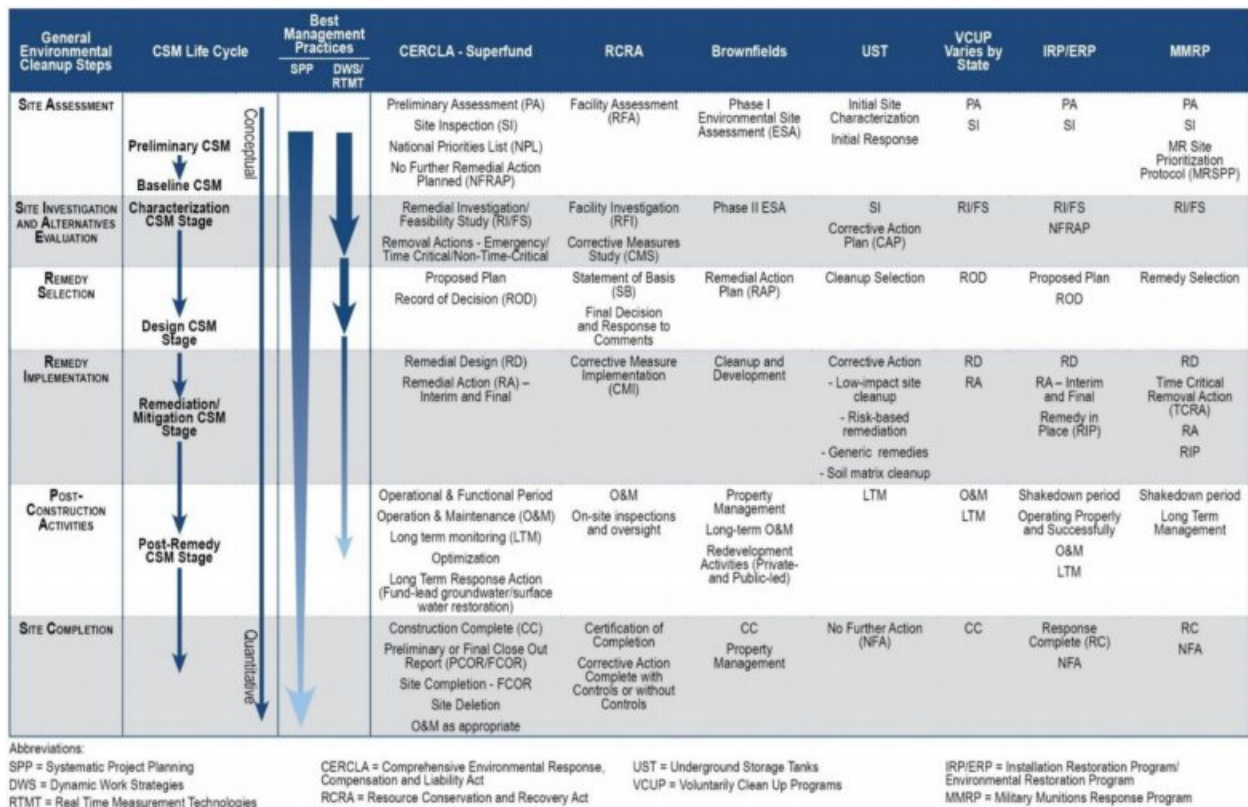 General
Environmental
Cleanup Steps
CSM Life Cycle
Best
Management
Practices
SPP
DWS/
RTMT
CERCLA - Superfund
RCRA
Brownfields
UST
VCUP
Varies by
State
IRP/ERP
MMRP
SITE ASSESSMENT
Preliminary CSM
Baseline CSM
Conceptual
Preliminary Assessment (PA)
Site Inspection (SI)
National Priorities List (NPL)
No Further Remedial Action
Planned (NFRAP)
Facility Assessment
(RFA)
Phase I
Environmental Site
Assessment (ESA)
Initial Site
Characterization
Initial Response
PA
SI
PA
SI
PA
SI
MR Site
Prioritization
Protocol (MRSPP)
SITE INVESTIGATION
AND ALTERNATIVES
EVALUATION
Characterization
CSM Stage
Remedial Investigation/
Feasibility Study (RI/FS)
Removal Actions - Emergency/
Time Critical/Non-Time-Critical
Facility Investigation
(RFI)
Corrective Measures
Study (CMS)
Phase II ESA
SI
Corrective Action
Plan (CAP)
RI/FS
RI/FS
NFRAP
RI/FS
REMEDY
SELECTION
Design CSM
Stage
Proposed Plan
Record of Decision (ROD)
Statement of Basis
(SB)
Final Decision
and Response to
Comments
Remedial Action
Plan (RAP)
Cleanup Selection
ROD
Proposed Plan
ROD
Remedy Selection
REMEDY
IMPLEMENTATION
Remediation/
Mitigation CSM
Stage
Remedial Design (RD)
Remedial Action (RA) –
Interim and Final
Corrective Measure
Implementation
(CMI)
Cleanup and
Development
Corrective Action
- Low-impact site
cleanup
- Risk-based
remediation
- Generic remedies
- Soil matrix cleanup
RD
RA
RD
RA – Interim
and Final
Remedy in
Place (RIP)
RD
Time Critical
Removal Action
(TCRA)
RA
RIP
POST-
CONSTRUCTION
ACTIVITIES
Post-Remedy
CSM Stage
Operational & Functional Period
Operation & Maintenance (O&M)
Long term monitoring (LTM)
Optimization
Long Term Response Action
(Fund-lead groundwater/surface
water restoration)
O&M
On-site inspections
and oversight
Property
Management
Long-term O&M
Redevelopment
Activities (Private-
and Public-led)
LTM
O&M
LTM
Shakedown period
Operating Properly
and Successfully
O&M
LTM
Shakedown period
Long Term
Management
SITE COMPLETION
Quantitative
Construction Complete (CC)
Preliminary or Final Close Out
Report (PCOR/FCOR)
Site Completion - FCOR
Site Deletion
O&M as appropriate
Certification of
Completion
Corrective Action
Complete with
Controls or without
Controls
CC
Property
Management
No Further Action
(NFA)
CC
Response
Complete (RC)
NFA
RC
NFA
Abbreviations:
SPP = Systematic Project Planning
DWS = Dynamic Work Strategies
RTMT = Real Time Measurement Technologies
CERCLA = Comprehensive Environmental Response,
Compensation and Liability Act
RCRA = Resource Conservation and Recovery Act
UST = Underground Storage Tanks
VCUP = Voluntarily Clean Up Programs
IRP/ERP = Installation Restoration Program/
Environmental Restoration Program
MMRP = Military Munitions Response Program